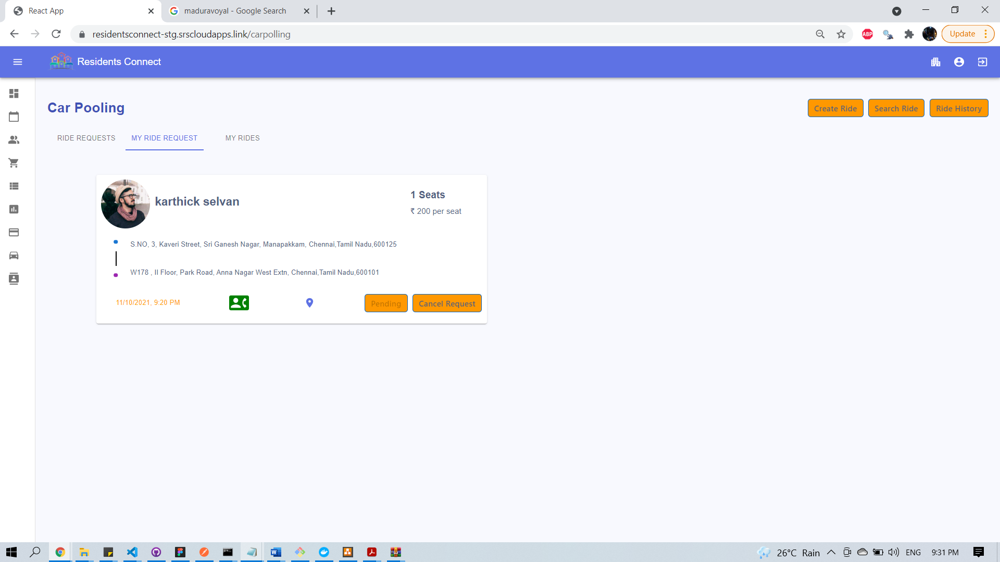 React App
maduravoyal - Google Search
residentsconnect-stg.srscloudapps.link/carpolling
ABP
Update
Residents Connect
Car Pooling
Create Ride
Search Ride
Ride History
RIDE REQUESTS
MY RIDE REQUEST
MY RIDES
karthick selvan
1 Seats
₹ 200 per seat
S.NO, 3, Kaveri Street, Sri Ganesh Nagar, Manapakkam, Chennai,Tamil Nadu,600125
W178 , II Floor, Park Road, Anna Nagar West Extn, Chennai,Tamil Nadu,600101
11/10/2021, 9:20 PM
Pending
Cancel Request
26°C Rain
ENG
9:31 PM